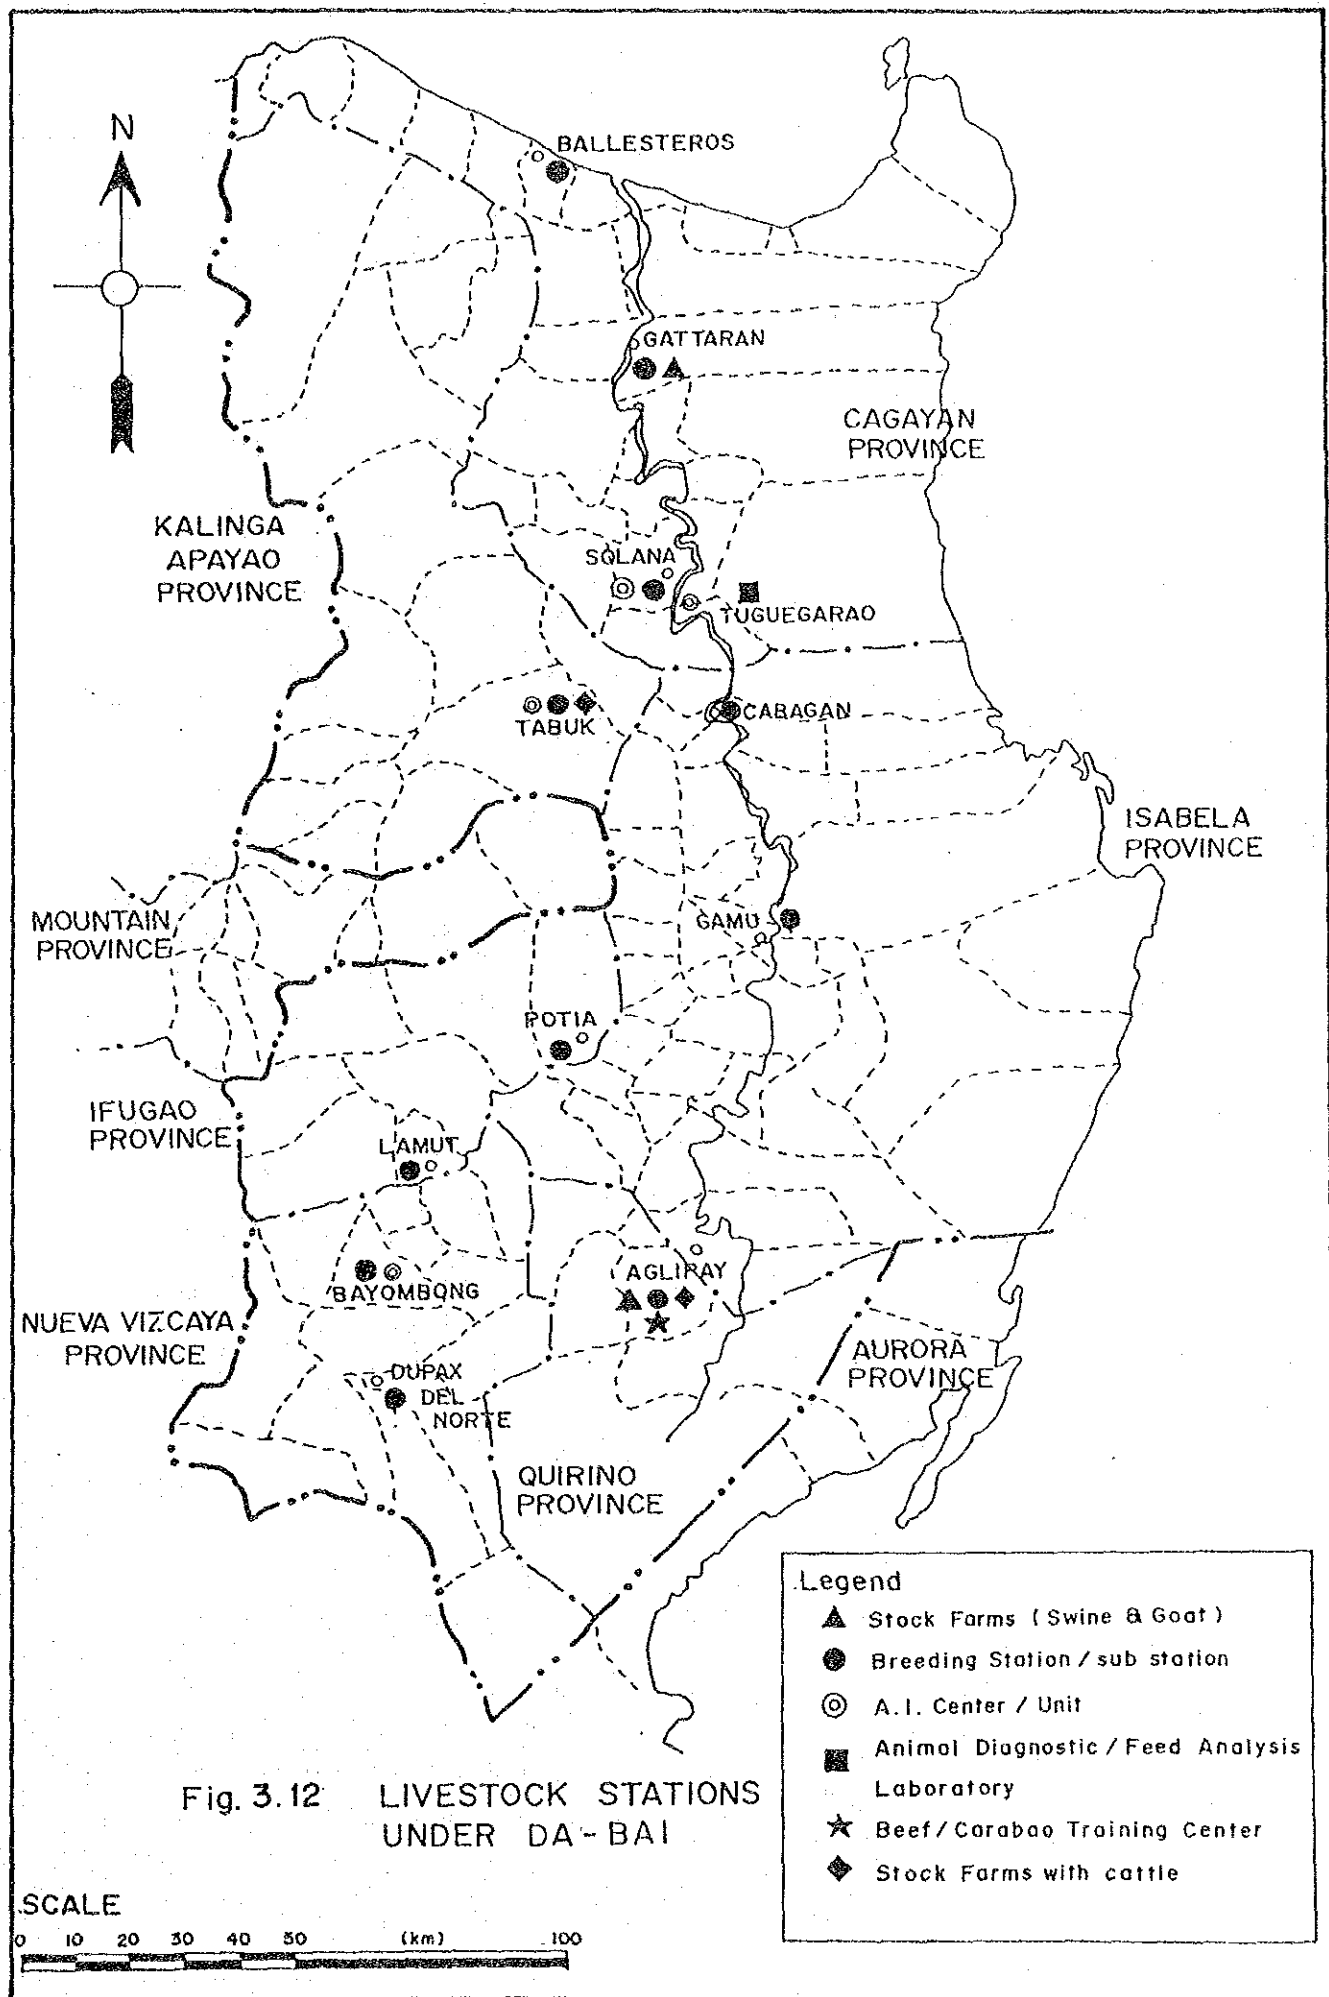 N
BALLESTEROS
GATTARAN
CAGAYAN
PROVINCE
KALINGA
APAYAO
PROVINCE
SOLANA
TUGUEGARAO
TABUK
CABAGAN
ISABELA
PROVINCE
MOUNTAIN
PROVINCE
GAMU
POTIA
IFUGAO
PROVINCE
LAMUT
AGLIPAY
BAYOMBONG
NUEVA VIZCAYA
PROVINCE
AURORA
PROVINCE
DUPAX
DEL
NORTE
QUIRINO
PROVINCE
Legend
Stock Farms (Swine & Goat)
Breeding Station / sub station
A.I. Center / Unit
Animal Diagnostic / Feed Analysis
Laboratory
Beef / Carabao Training Center
Stock Farms with cattle
Fig. 3.12 LIVESTOCK STATIONS
UNDER DA-BAI
SCALE
0 10 20 30 40 50 (km) 100